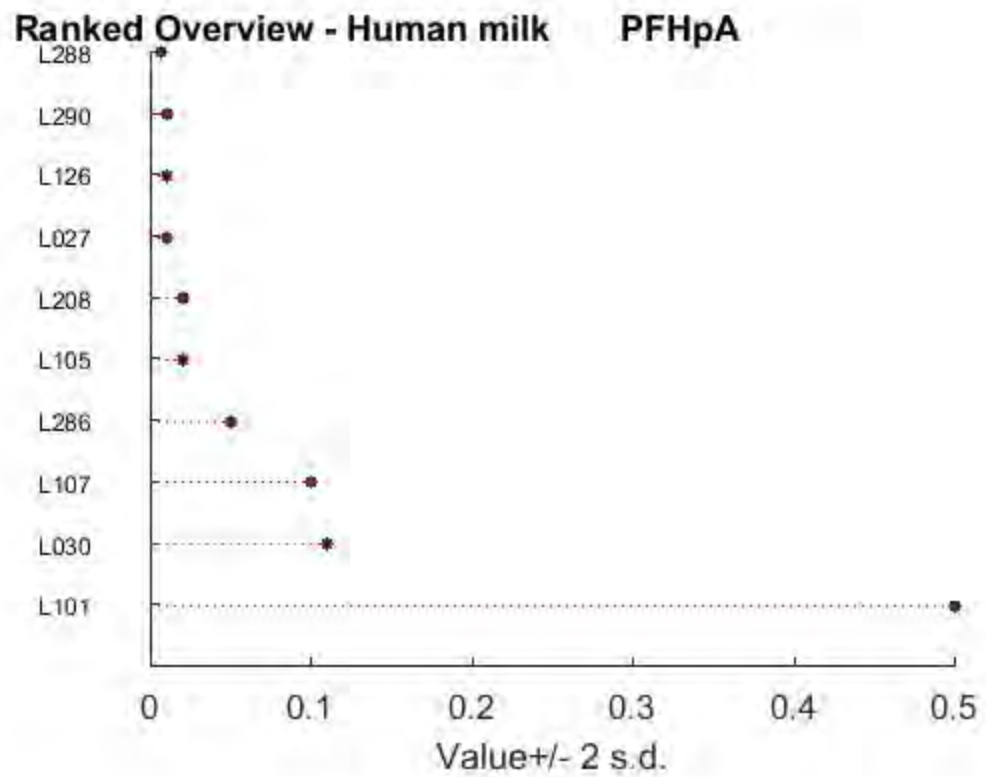 Ranked Overview - Human milk PFHpA
L288
L290
L126
L027
L208
L105
L286
L107
L030
L101
0 0.1 0.2 0.3 0.4 0.5
Value+/- 2 s.d.